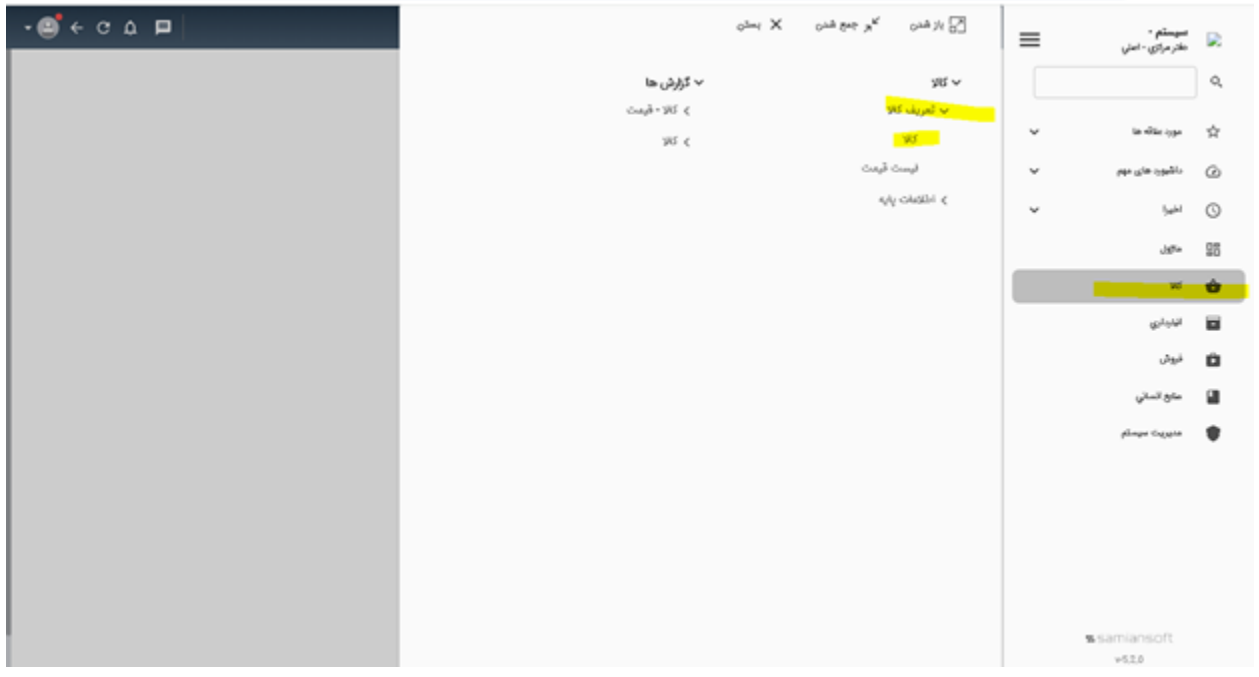 سیستم -
دفتر مرکزی - اصلی
مورد علاقه ها
داشبورد های مهم
اخیرا
ماژول
کالا
انبارداری
فروش
منابع انسانی
مدیریت سیستم
samiansoft
v-5.2.0
باز شدن
جمع شدن
بستن
کالا
تعریف کالا
کالا
لیست قیمت
اطلاعات پایه
گزارش ها
کالا - قیمت
کالا